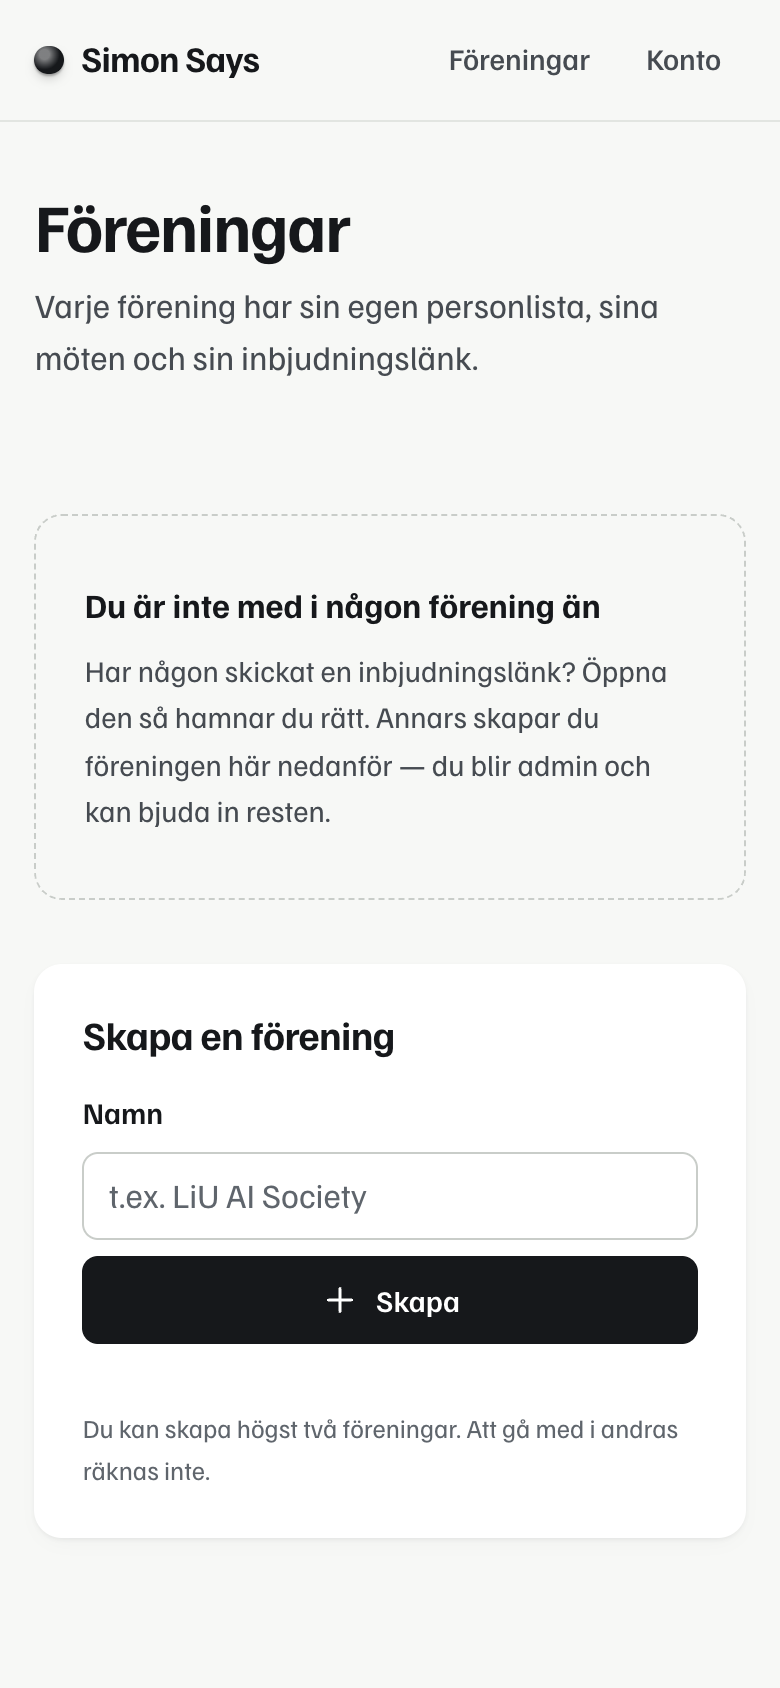 Simon Says
Föreningar
Konto
Föreningar
Varje förening har sin egen personlista, sina
möten och sin inbjudningslänk.
Du är inte med i någon förening än
Har någon skickat en inbjudningslänk? Öppna
den så hamnar du rätt. Annars skapar du
föreningen här nedanför — du blir admin och
kan bjuda in resten.
Skapa en förening
Namn
t.ex. LiU AI Society
Skapa
Du kan skapa högst två föreningar. Att gå med i andras
räknas inte.